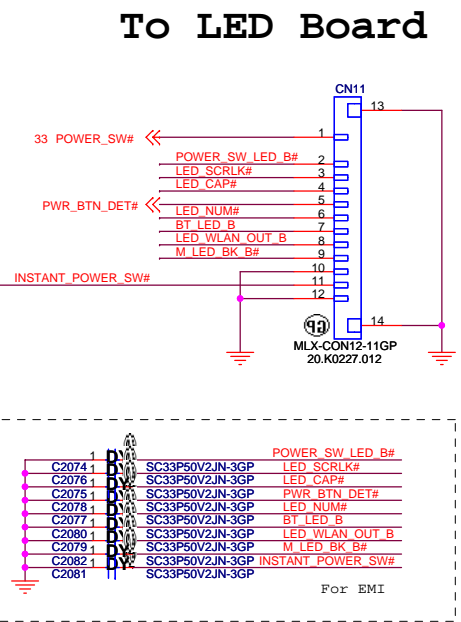 To LED Board
CN11
13
33 POWER_SW# 1
POWER_SW_LED_B# 2
LED_SCRLK# 3
LED_CAP# 4
PWR_BTN_DET# 5
LED_NUM# 6
BT_LED_B 7
LED_WLAN_OUT_B 8
M_LED_BK_B# 9
10
INSTANT_POWER_SW# 11
12
14
MLX-CON12-11GP
20.K0227.012
1 POWER_SW_LED_B#
C2074 1 SC33P50V2JN-3GP LED_SCRLK#
C2076 1 SC33P50V2JN-3GP LED_CAP#
C2075 1 SC33P50V2JN-3GP PWR_BTN_DET#
C2078 1 SC33P50V2JN-3GP LED_NUM#
C2077 1 SC33P50V2JN-3GP BT_LED_B
C2080 1 SC33P50V2JN-3GP LED_WLAN_OUT_B
C2079 1 SC33P50V2JN-3GP M_LED_BK_B#
C2082 1 SC33P50V2JN-3GP INSTANT_POWER_SW#
C2081 SC33P50V2JN-3GP
For EMI